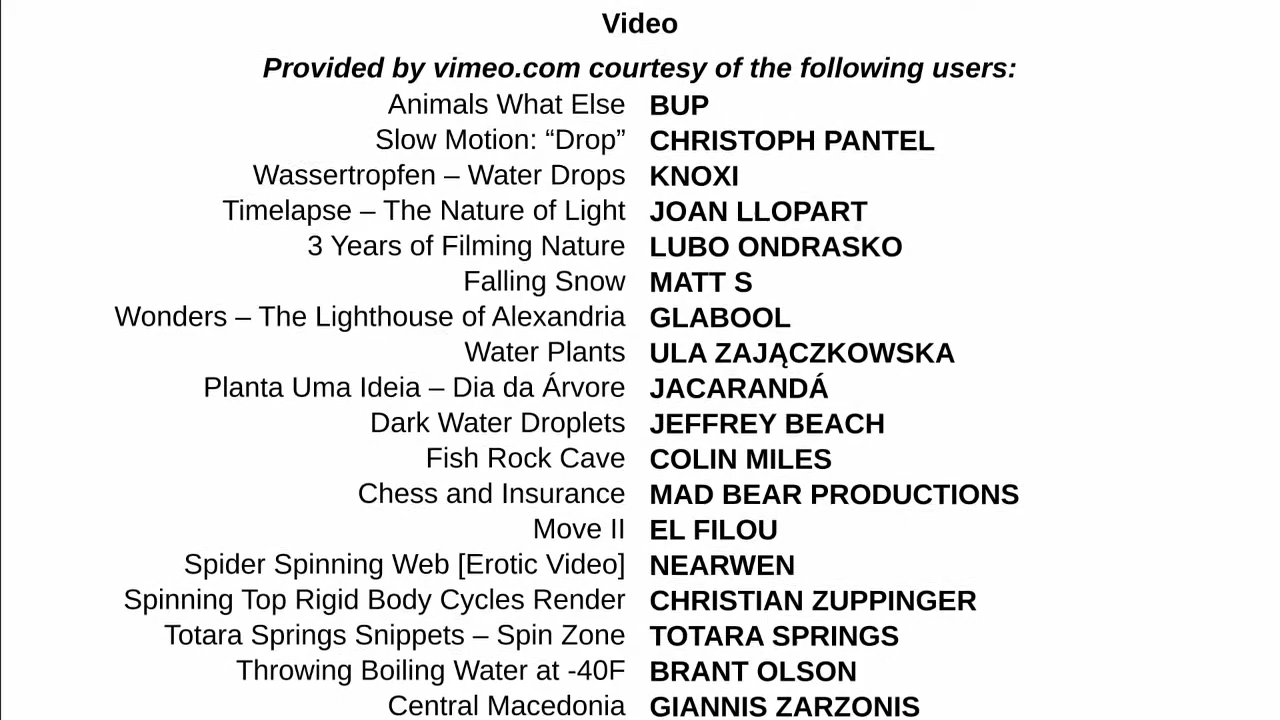 Video
Provided by vimeo.com courtesy of the following users:
Animals What Else BUP
Slow Motion: “Drop” CHRISTOPH PANTEL
Wassertropfen – Water Drops KNOXI
Timelapse – The Nature of Light JOAN LLOPART
3 Years of Filming Nature LUBO ONDRASKO
Falling Snow MATT S
Wonders – The Lighthouse of Alexandria GLABOOL
Water Plants ULA ZAJĄCZKOWSKA
Planta Uma Ideia – Dia da Árvore JACARANDÁ
Dark Water Droplets JEFFREY BEACH
Fish Rock Cave COLIN MILES
Chess and Insurance MAD BEAR PRODUCTIONS
Move II EL FILOU
Spider Spinning Web [Erotic Video] NEARWEN
Spinning Top Rigid Body Cycles Render CHRISTIAN ZUPPINGER
Totara Springs Snippets – Spin Zone TOTARA SPRINGS
Throwing Boiling Water at -40F BRANT OLSON
Central Macedonia GIANNIS ZARZONIS